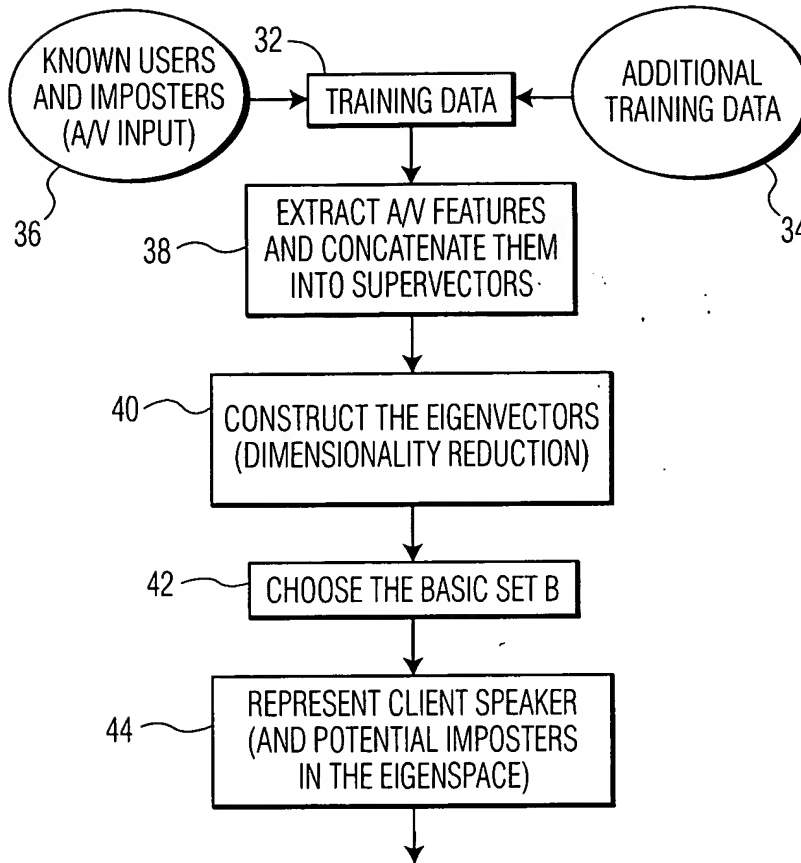 KNOWN USERS
AND IMPOSTERS
(A/V INPUT)
36
32
TRAINING DATA
ADDITIONAL
TRAINING DATA
34
38
EXTRACT A/V FEATURES
AND CONCATENATE THEM
INTO SUPERVECTORS
40
CONSTRUCT THE EIGENVECTORS
(DIMENSIONALITY REDUCTION)
42
CHOOSE THE BASIC SET B
44
REPRESENT CLIENT SPEAKER
(AND POTENTIAL IMPOSTERS
IN THE EIGENSPACE)